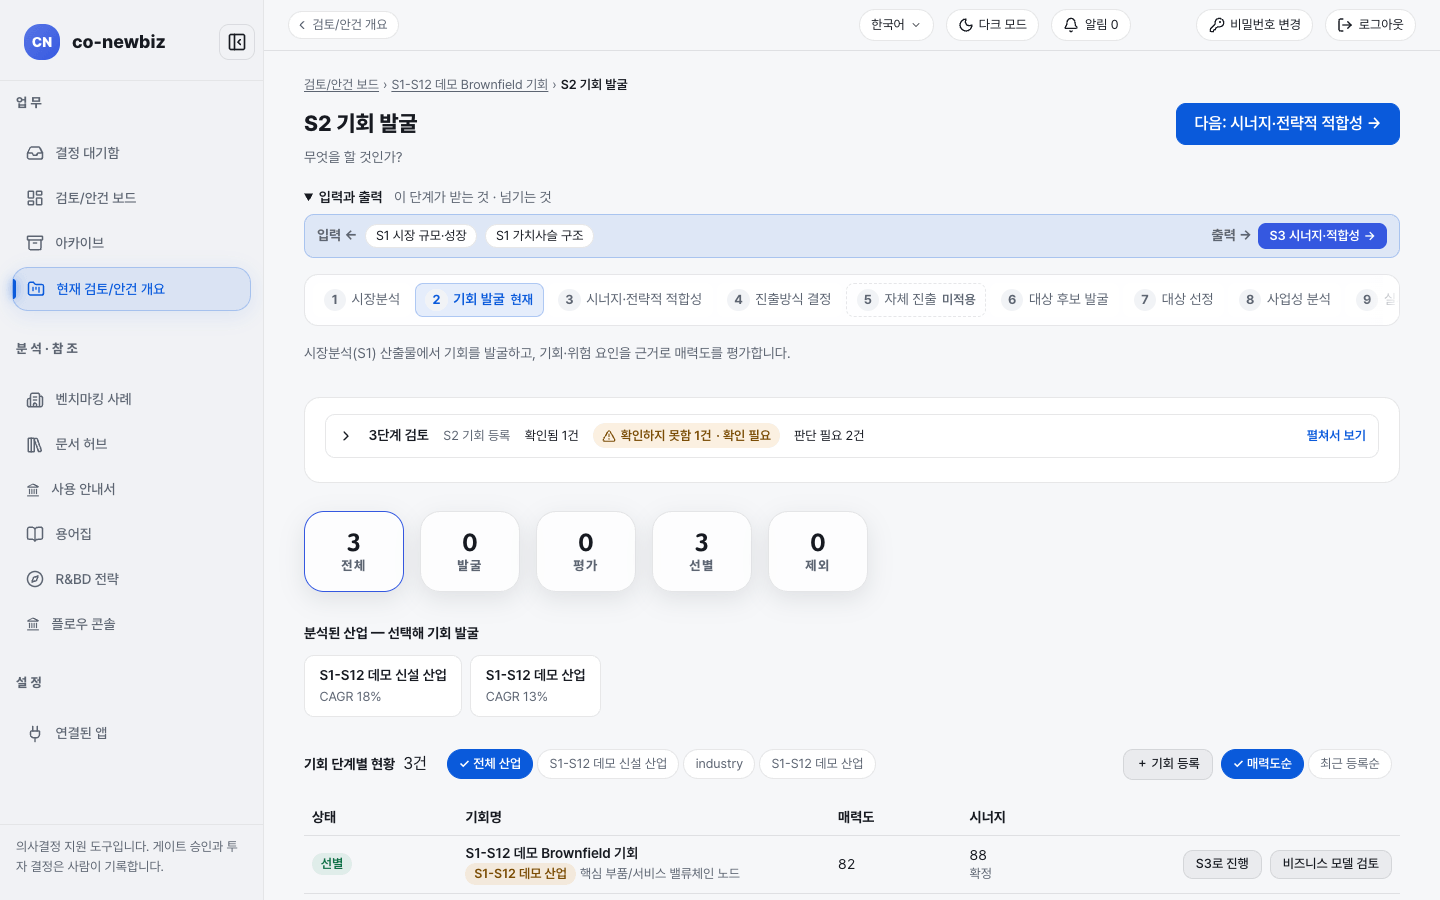 CN co-newbiz
업무
결정 대기함
검토/안건 보드
아카이브
현재 검토/안건 개요
분석·참조
벤치마킹 사례
문서 허브
사용 안내서
용어집
R&BD 전략
플로우 콘솔
설정
연결된 앱
의사결정 지원 도구입니다. 게이트 승인과 투
자 결정은 사람이 기록합니다.
검토/안건 개요 한국어 다크 모드 알림 0 비밀번호 변경 로그아웃
검토/안건 보드 › S1-S12 데모 Brownfield 기회 › S2 기회 발굴
S2 기회 발굴
다음: 시너지·전략적 적합성 →
무엇을 할 것인가?
▼ 입력과 출력 이 단계가 받는 것 · 넘기는 것
입력 ← S1 시장 규모·성장 S1 가치사슬 구조 출력 → S3 시너지·적합성 →
1 시장분석 2 기회 발굴 현재 3 시너지·전략적 적합성 4 진출방식 결정 5 자체 진출 미적용 6 대상 후보 발굴 7 대상 선정 8 사업성 분석 9
시장분석(S1) 산출물에서 기회를 발굴하고, 기회·위험 요인을 근거로 매력도를 평가합니다.
3단계 검토 S2 기회 등록 확인됨 1건 확인하지 못함 1건 · 확인 필요 판단 필요 2건 펼쳐서 보기
3 0 0 3 0
전체 발굴 평가 선별 제외
분석된 산업 — 선택해 기회 발굴
S1-S12 데모 신설 산업 S1-S12 데모 산업
CAGR 18% CAGR 13%
기회 단계별 현황 3건 ✓ 전체 산업 S1-S12 데모 신설 산업 industry S1-S12 데모 산업 + 기회 등록 ✓ 매력도순 최근 등록순
상태 기회명 매력도 시너지
선별 S1-S12 데모 Brownfield 기회 82 88 S3로 진행 비즈니스 모델 검토
S1-S12 데모 산업 핵심 부품/서비스 밸류체인 노드 확정